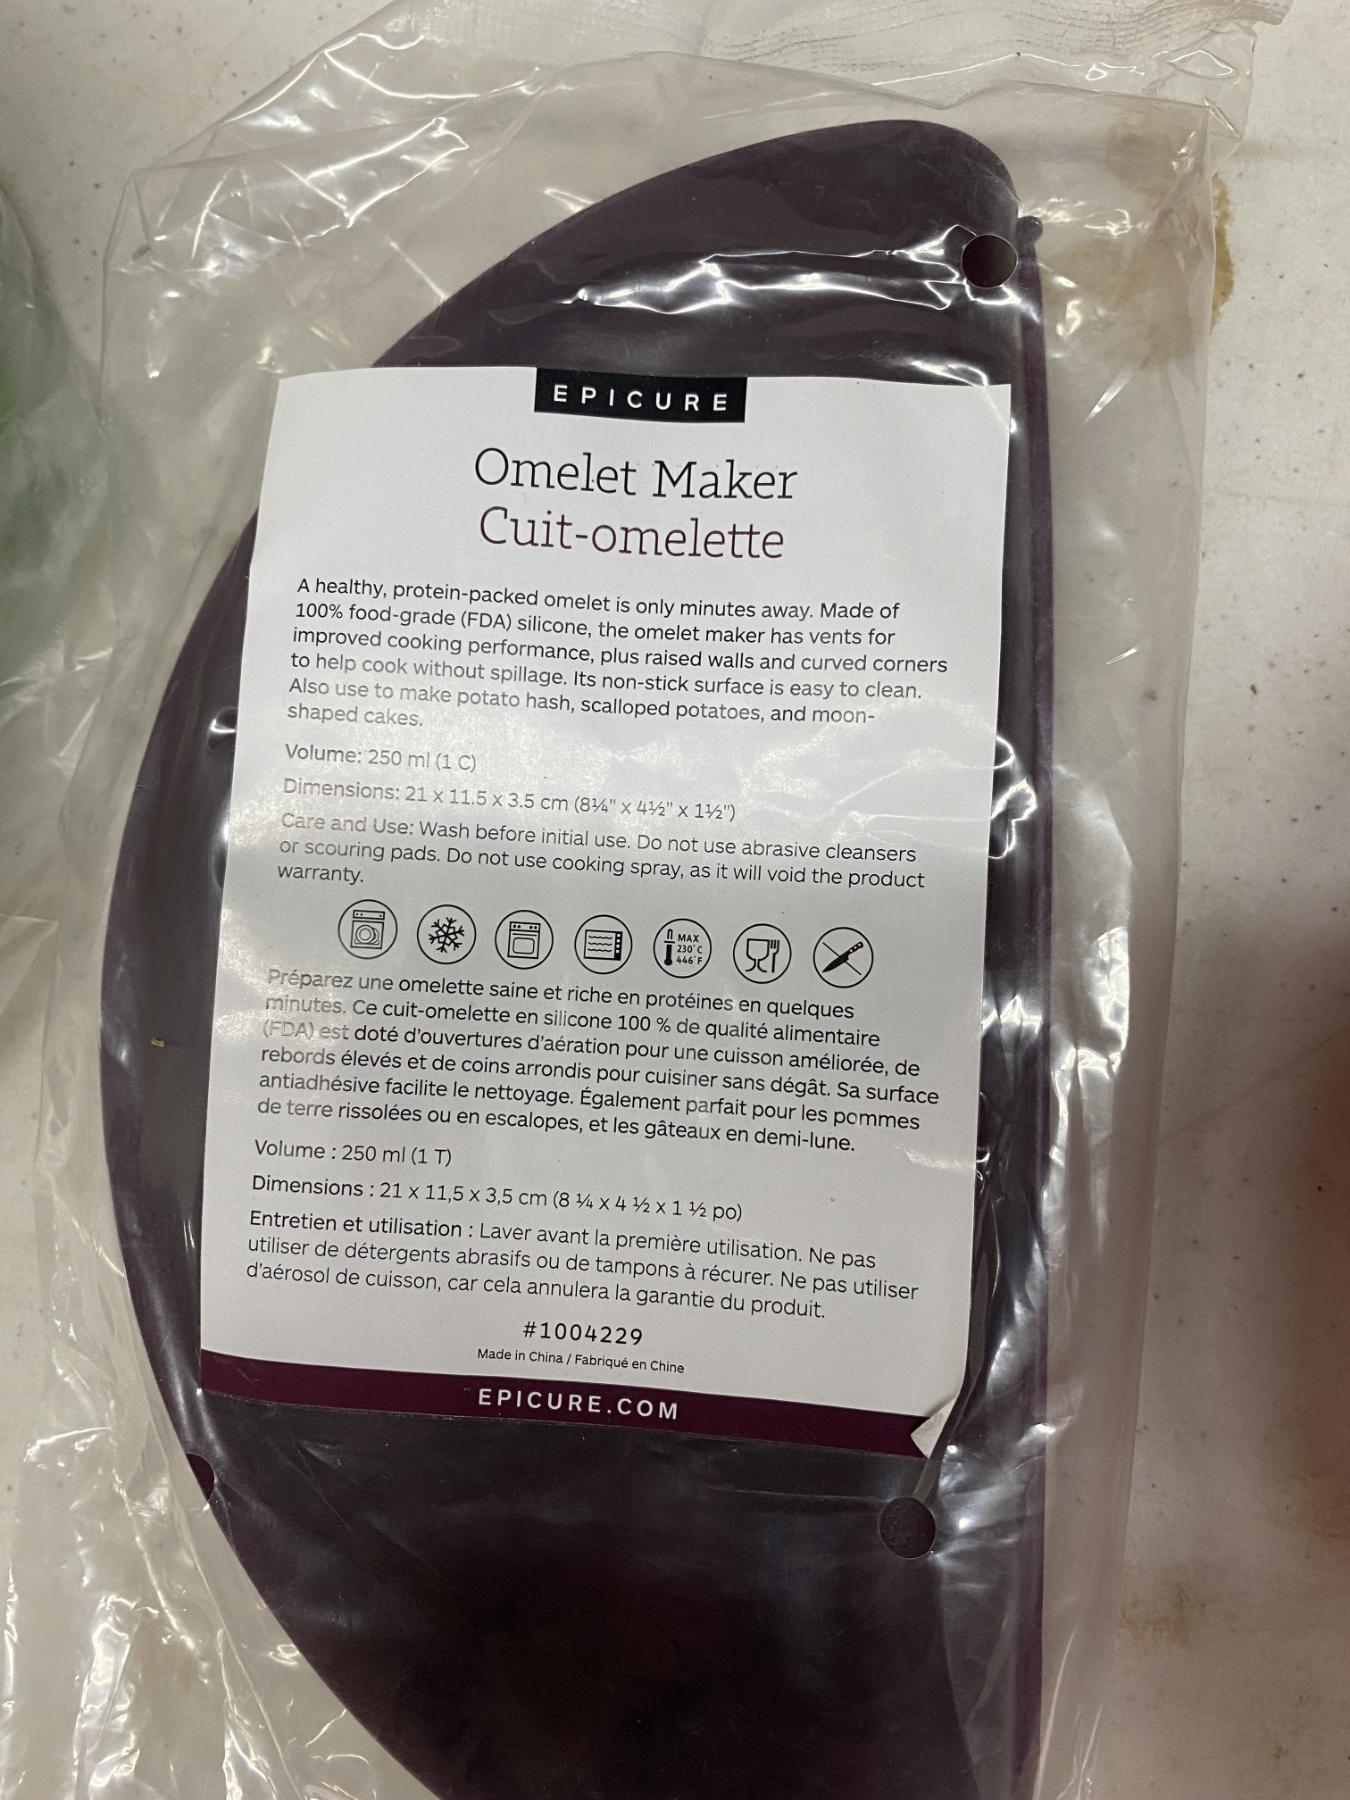 EPICURE
Omelet Maker
Cuit-omelette
A healthy, protein-packed omelet is only minutes away. Made of
100% food-grade (FDA) silicone, the omelet maker has vents for
improved cooking performance, plus raised walls and curved corners
to help cook without spillage. Its non-stick surface is easy to clean.
Also use to make potato hash, scalloped potatoes, and moon-
shaped cakes.
Volume: 250 ml (1 C)
Dimensions: 21 x 11.5 x 3.5 cm (8¼" x 4½" x 1½")
Care and Use: Wash before initial use. Do not use abrasive cleansers
or scouring pads. Do not use cooking spray, as it will void the product
warranty.
MAX
230°C
446°F
Préparez une omelette saine et riche en protéines en quelques
minutes. Ce cuit-omelette en silicone 100 % de qualité alimentaire
(FDA) est doté d'ouvertures d'aération pour une cuisson améliorée, de
rebords élevés et de coins arrondis pour cuisiner sans dégât. Sa surface
antiadhésive facilite le nettoyage. Également parfait pour les pommes
de terre rissolées ou en escalopes, et les gâteaux en demi-lune.
Volume : 250 ml (1 T)
Dimensions : 21 x 11,5 x 3,5 cm (8 ¼ x 4 ½ x 1 ½ po)
Entretien et utilisation : Laver avant la première utilisation. Ne pas
utiliser de détergents abrasifs ou de tampons à récurer. Ne pas utiliser
d'aérosol de cuisson, car cela annulera la garantie du produit.
#1004229
Made in China / Fabriqué en Chine
EPICURE.COM